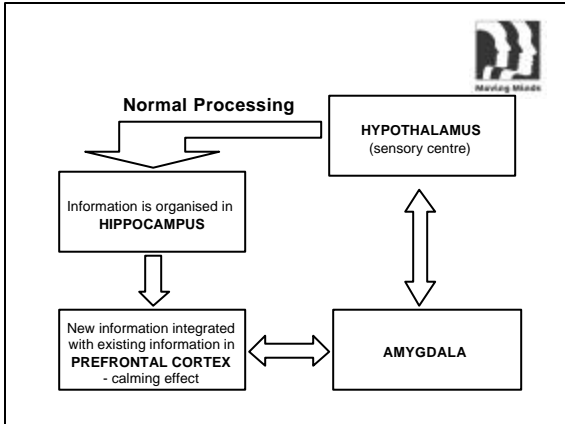 Moving Minds
Normal Processing
HYPOTHALAMUS
(sensory centre)
Information is organised in
HIPPOCAMPUS
New information integrated
with existing information in
PREFRONTAL CORTEX
- calming effect
AMYGDALA